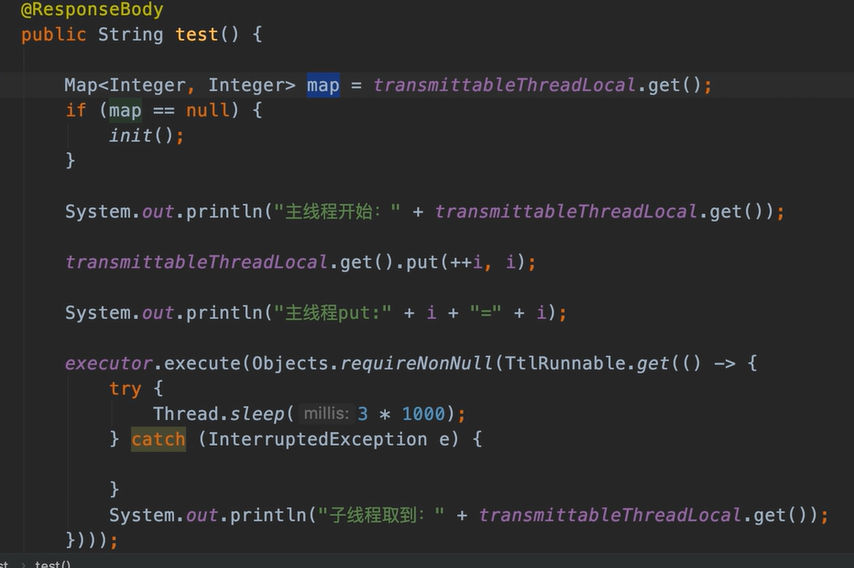 @ResponseBody
public String test() {
Map<Integer, Integer> map = transmittableThreadLocal.get();
if (map == null) {
init();
}
System.out.println("主线程开始：" + transmittableThreadLocal.get());
transmittableThreadLocal.get().put(++i, i);
System.out.println("主线程put:" + i + "=" + i);
executor.execute(Objects.requireNonNull(TtlRunnable.get(() -> {
try {
Thread.sleep( millis: 3 * 1000);
} catch (InterruptedException e) {
}
System.out.println("子线程取到：" + transmittableThreadLocal.get());
})));
st › test()